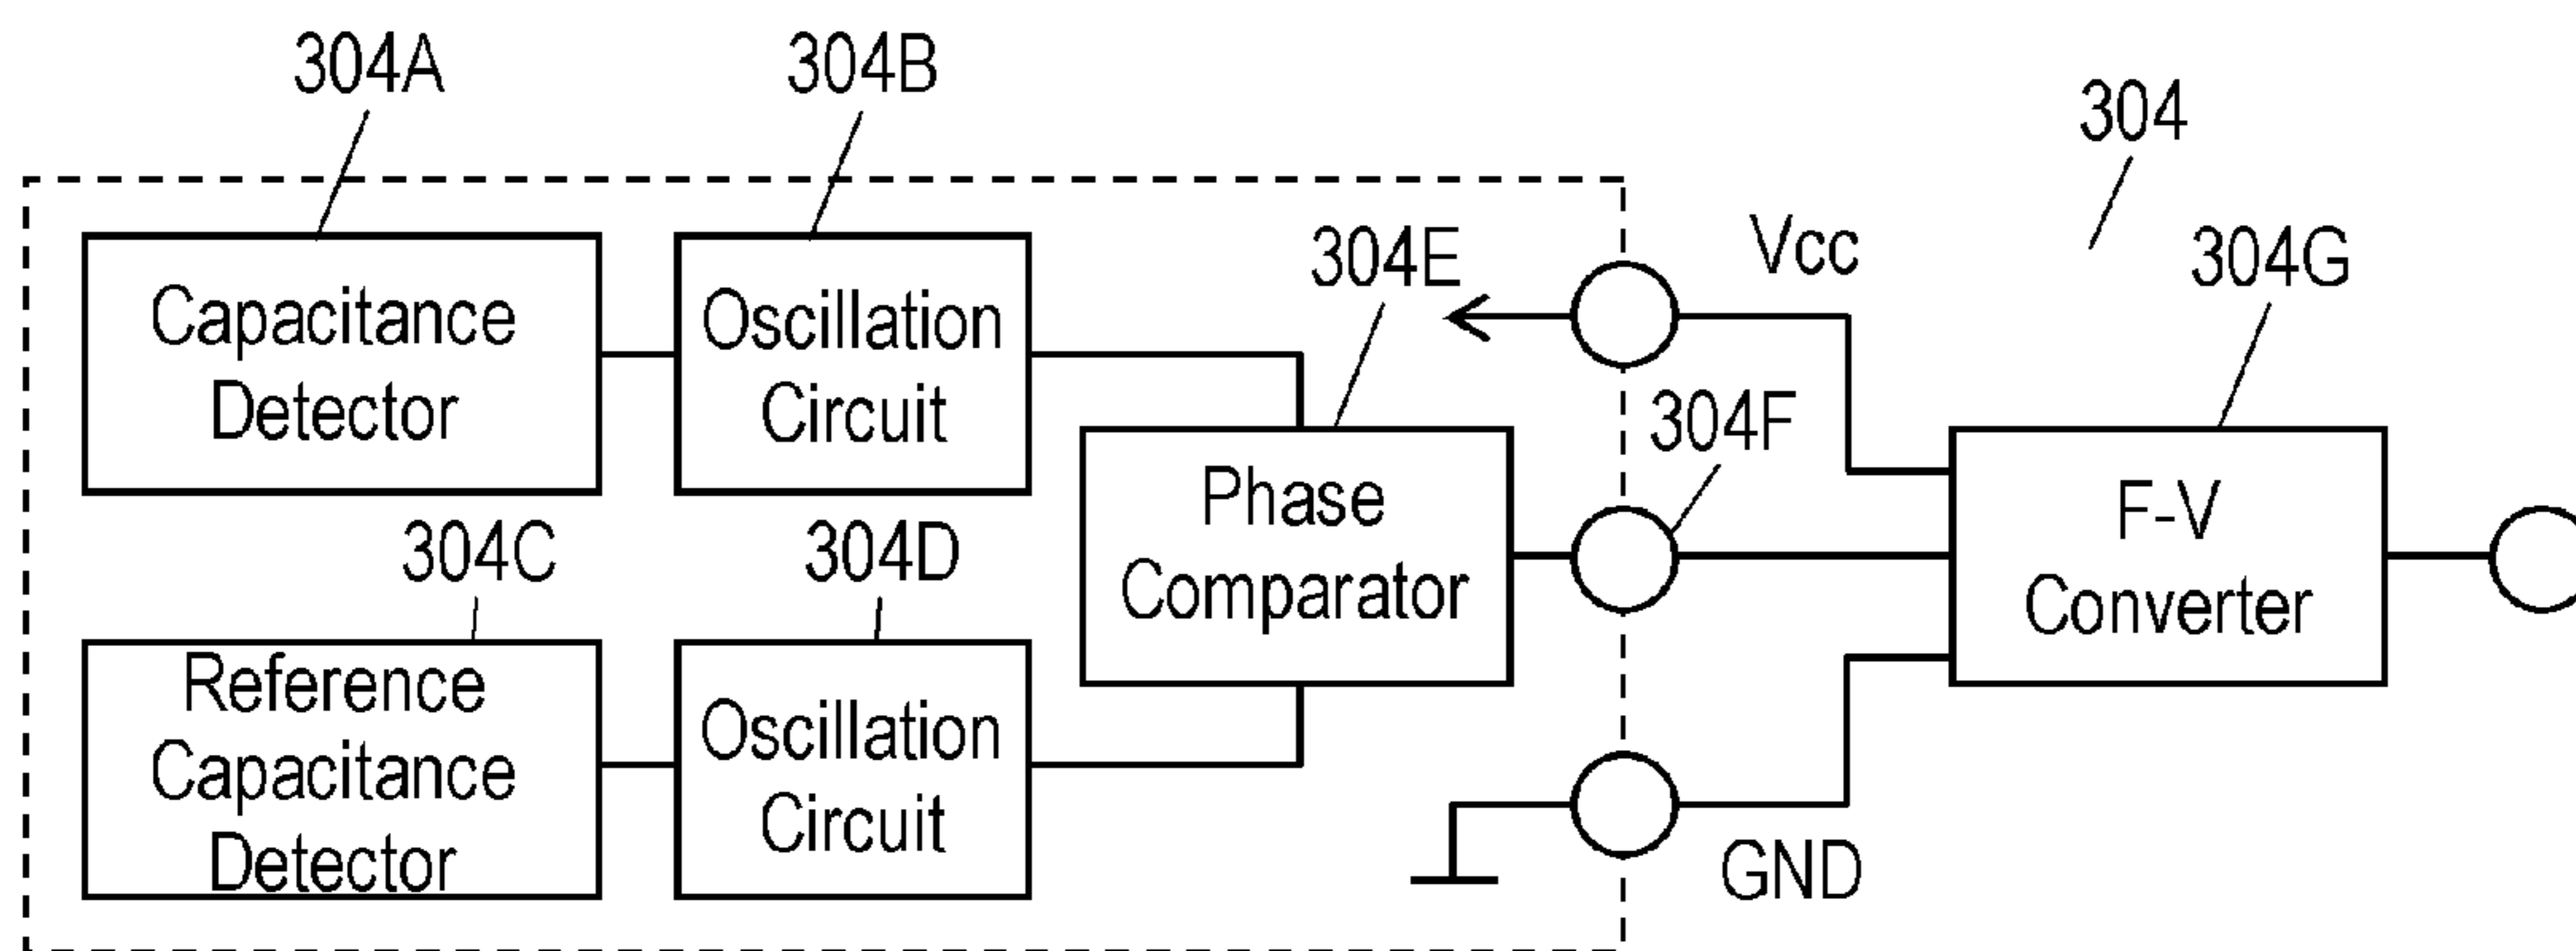 304A
304B
304
304E
Vcc
304G
Capacitance
Detector
Oscillation
Circuit
304F
Phase
Comparator
F-V
Converter
304C
304D
Reference
Capacitance
Detector
Oscillation
Circuit
GND